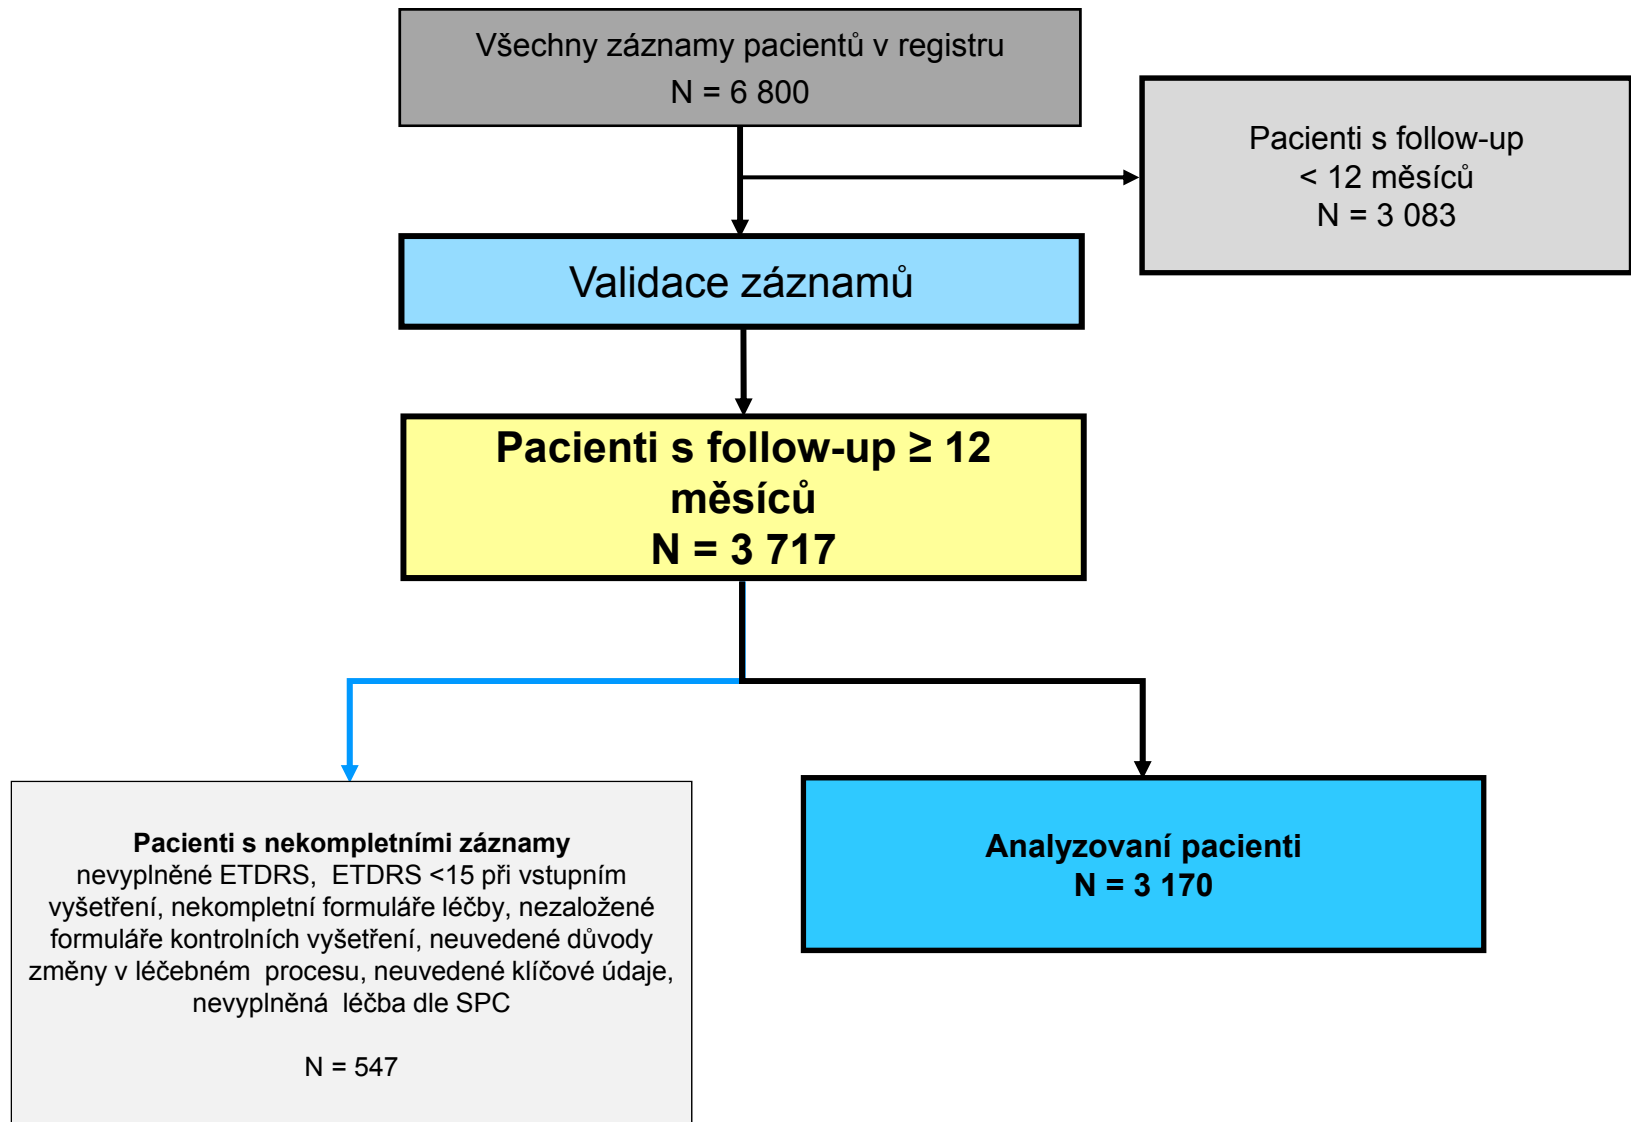 Všechny záznamy pacientů v registru
N = 6 800
Pacienti s follow-up
< 12 měsíců
N = 3 083
Validace záznamů
Pacienti s follow-up ≥ 12
měsíců
N = 3 717
Pacienti s nekompletními záznamy
nevyplněné ETDRS, ETDRS <15 při vstupním
vyšetření, nekompletní formuláře léčby, nezaložené
formuláře kontrolních vyšetření, neuvedené důvody
změny v léčebném procesu, neuvedené klíčové údaje,
nevyplněná léčba dle SPC
N = 547
Analyzovaní pacienti
N = 3 170